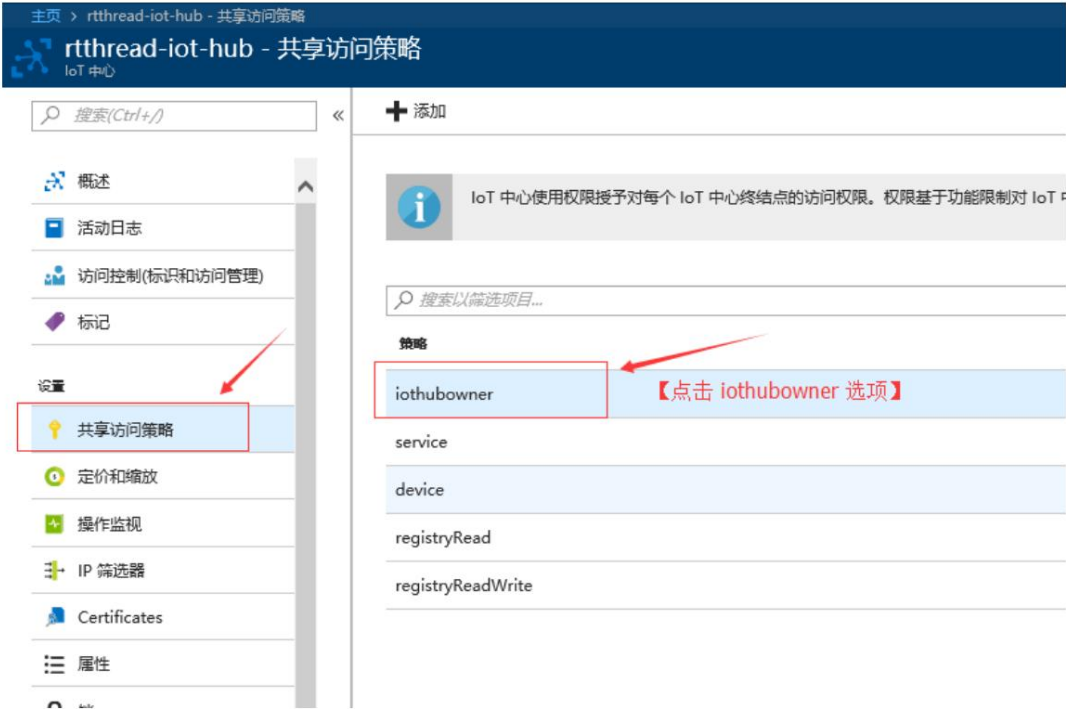 主页 > rtthread-iot-hub - 共享访问策略
rtthread-iot-hub - 共享访问策略
IoT 中心
搜索(Ctrl+/)
«
概述
活动日志
访问控制(标识和访问管理)
标记
设置
共享访问策略
定价和缩放
操作监视
IP 筛选器
Certificates
属性
添加
IoT 中心使用权限授予对每个 IoT 中心终结点的访问权限。权限基于功能限制对 IoT
搜索以筛选项目...
策略
iothubowner
【点击 iothubowner 选项】
service
device
registryRead
registryReadWrite